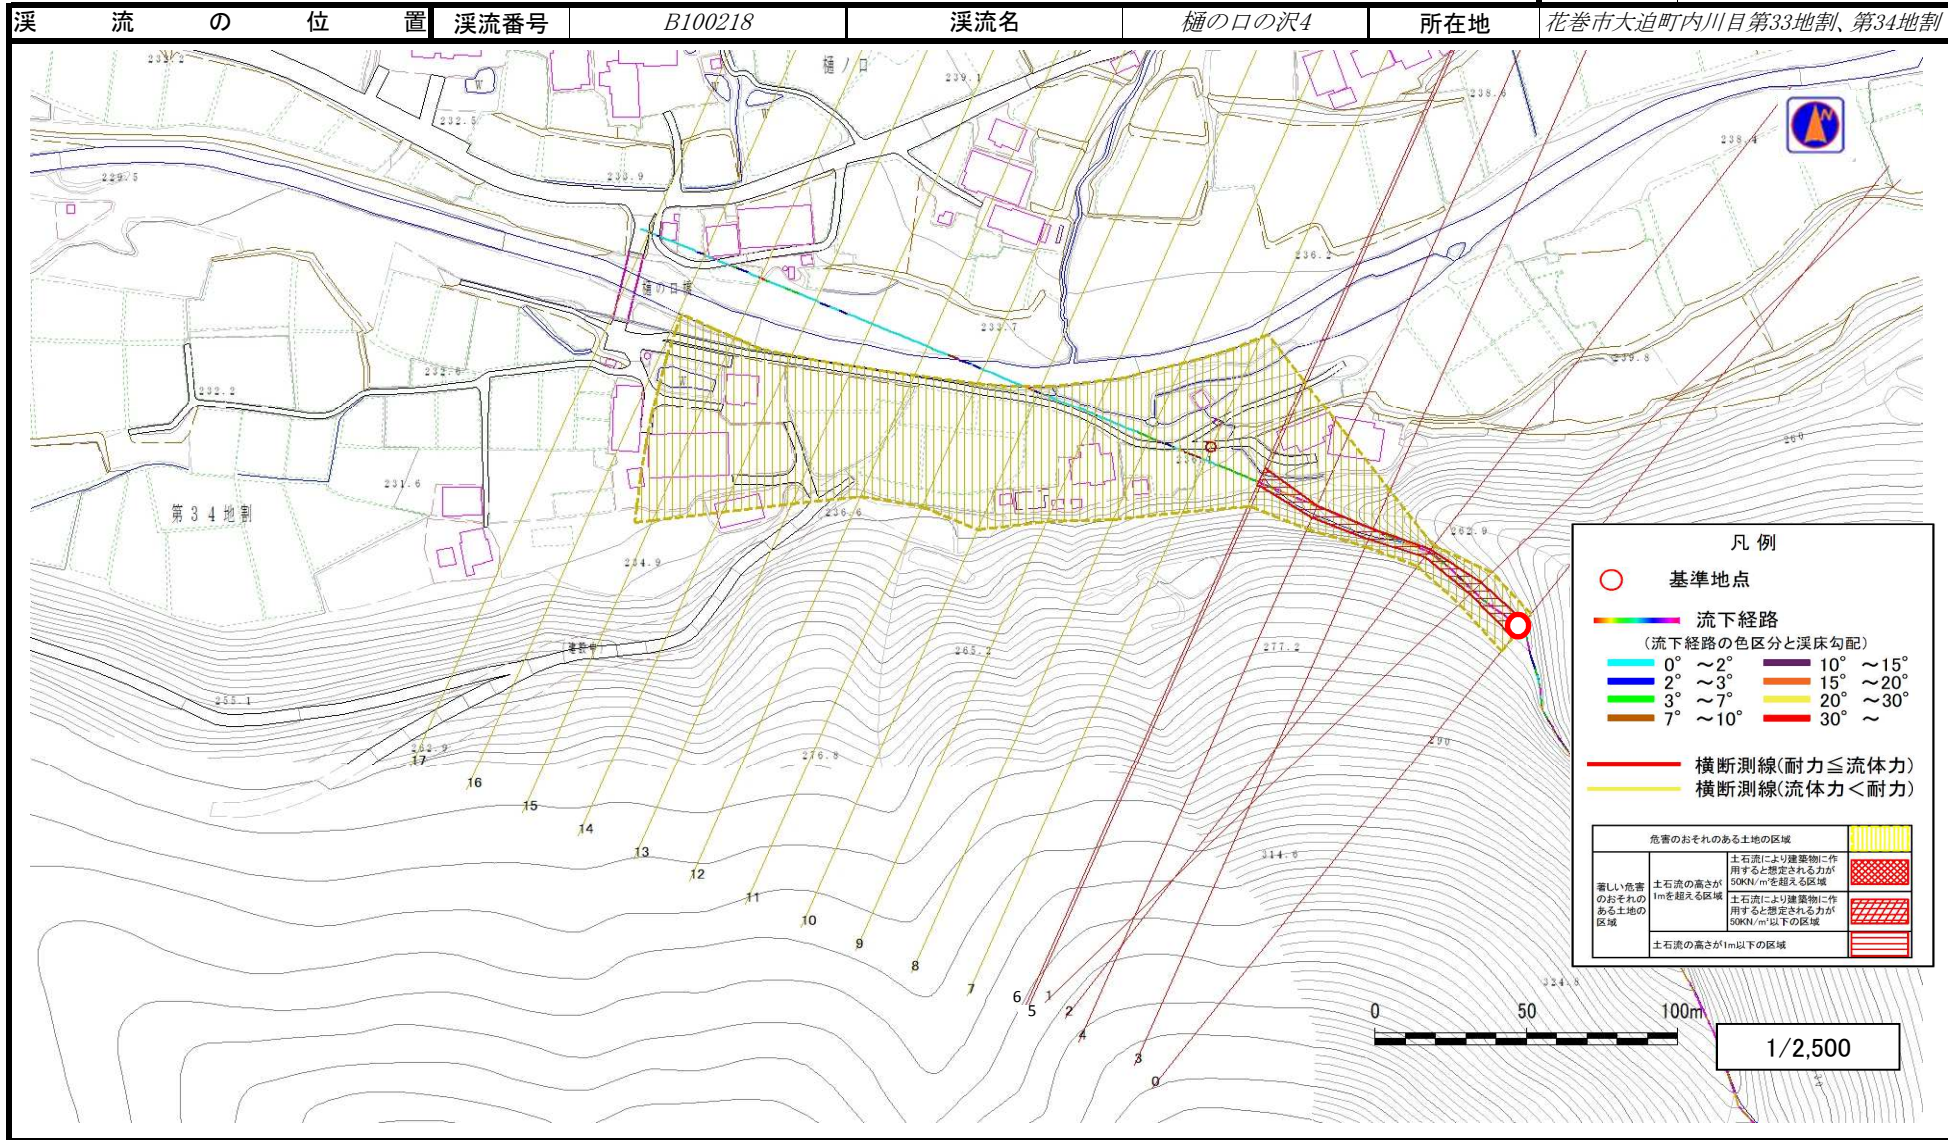 渓流の位置 渓流番号 B100218 渓流名 樋の口の沢4 所在地 花巻市大迫町内川目第33地割、第34地割
233.2
樋ノ口
239.1
238.6
W
W
W
232.5
238.4
N
229.5
233.9
236.2
樋の口橋
233.7
239.8
232.6
232.2
W
260
231.6
第34地割
236.6
262.9
234.9
(建設中)
265.2
277.2
255.1
262.9
276.8
290
314.6
324.8
17
16
15
14
13
12
11
10
9
8
7
6
5
1
2
4
3
0
凡例
基準地点
流下経路
(流下経路の色区分と渓床勾配)
0° ～2° 10° ～15°
2° ～3° 15° ～20°
3° ～7° 20° ～30°
7° ～10° 30° ～
横断測線(耐力≦流体力)
横断測線(流体力＜耐力)
危害のおそれのある土地の区域
著しい危害
のおそれの
ある土地の
区域
土石流の高さが
1mを超える区域
土石流により建築物に作
用すると想定される力が
50KN/㎡を超える区域
土石流により建築物に作
用すると想定される力が
50KN/㎡以下の区域
土石流の高さが1m以下の区域
0 50 100m
1/2,500